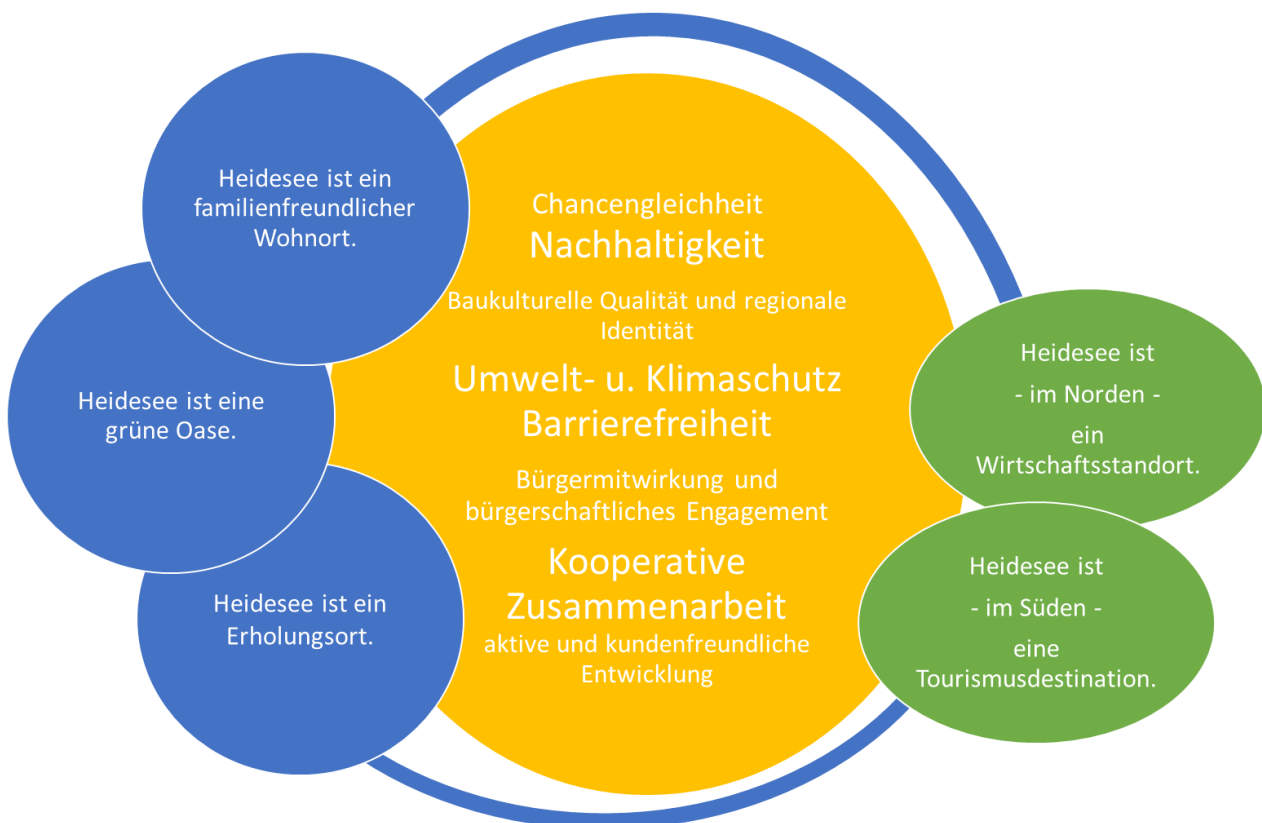 Heidesee ist ein
familienfreundlicher
Wohnort.
Heidesee ist eine
grüne Oase.
Heidesee ist ein
Erholungsort.
Chancengleichheit
Nachhaltigkeit
Baukulturelle Qualität und regionale
Identität
Umwelt- u. Klimaschutz
Barrierefreiheit
Bürgermitwirkung und
bürgerschaftliches Engagement
Kooperative
Zusammenarbeit
aktive und kundenfreundliche
Entwicklung
Heidesee ist
- im Norden -
ein
Wirtschaftsstandort.
Heidesee ist
- im Süden -
eine
Tourismusdestination.